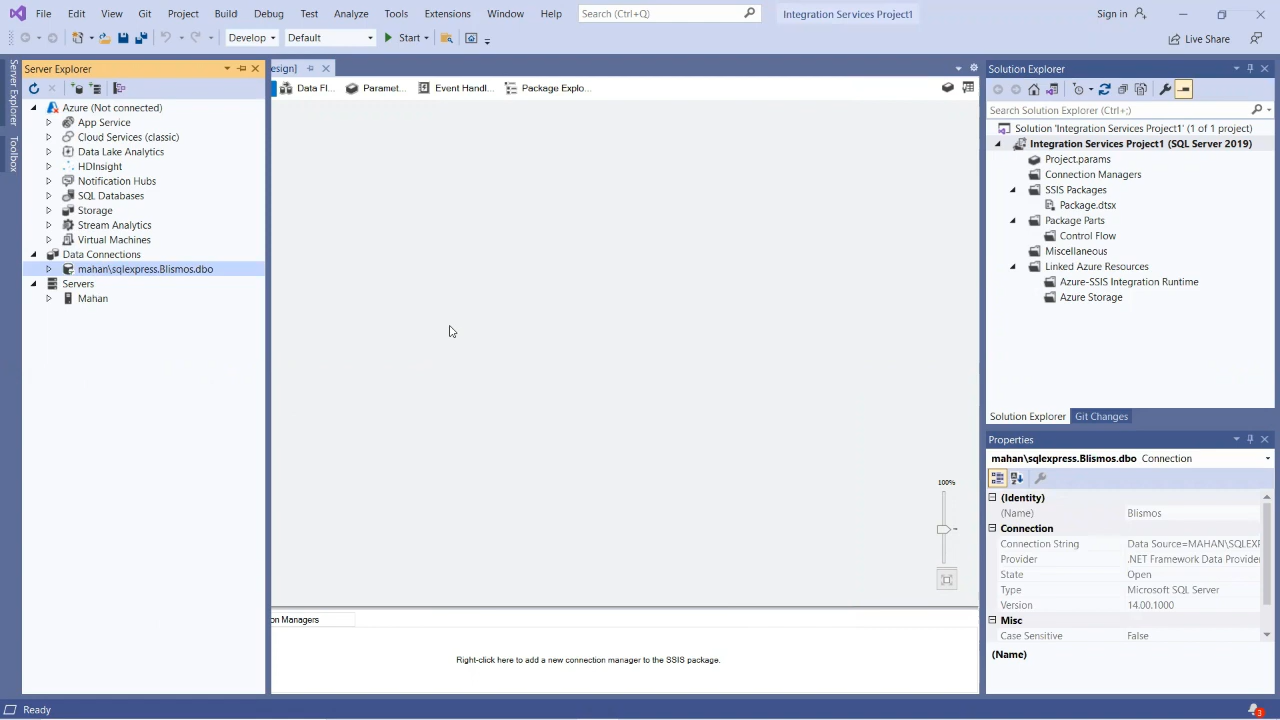 File Edit View Git Project Build Debug Test Analyze Tools Extensions Window Help Search (Ctrl+Q) Integration Services Project1 Sign in
Develop Default Start Live Share
Server Explorer
Toolbox
Server Explorer
Azure (Not connected)
App Service
Cloud Services (classic)
Data Lake Analytics
HDInsight
Notification Hubs
SQL Databases
Storage
Stream Analytics
Virtual Machines
Data Connections
mahan\sqlexpress.Blismos.dbo
Servers
Mahan
esign]
Data Fl... Paramet... Event Handl... Package Explo...
100%
on Managers
Right-click here to add a new connection manager to the SSIS package.
Solution Explorer
Search Solution Explorer (Ctrl+;)
Solution 'Integration Services Project1' (1 of 1 project)
Integration Services Project1 (SQL Server 2019)
Project.params
Connection Managers
SSIS Packages
Package.dtsx
Package Parts
Control Flow
Miscellaneous
Linked Azure Resources
Azure-SSIS Integration Runtime
Azure Storage
Solution Explorer Git Changes
Properties
mahan\sqlexpress.Blismos.dbo Connection
(Identity)
(Name) Blismos
Connection
Connection String Data Source=MAHAN\SQLEXP
Provider .NET Framework Data Provider
State Open
Type Microsoft SQL Server
Version 14.00.1000
Misc
Case Sensitive False
(Name)
Ready 3